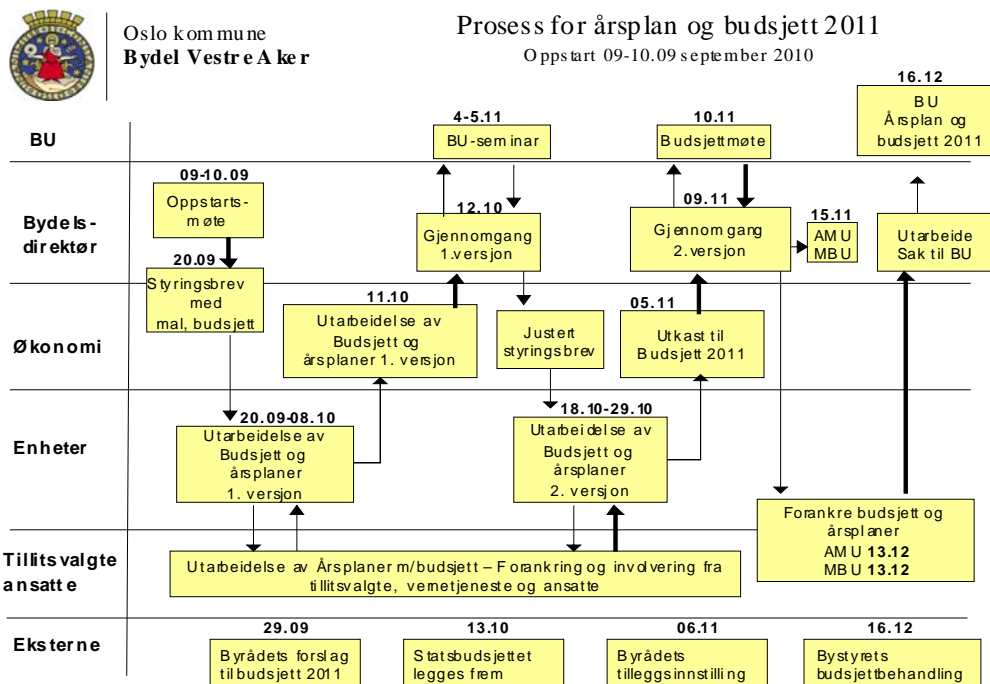 Oslo kommune
Bydel Vestre Aker
Prosess for årsplan og budsjett 2011
Oppstart 09-10.09 september 2010
BU
4-5.11
BU-seminar
10.11
Budsjettmøte
16.12
BU
Årsplan og
budsjett 2011
Bydels-
direktør
09-10.09
Oppstarts-
møte
20.09
Styringsbrev
med
mal, budsjett
12.10
Gjennomgang
1.versjon
09.11
Gjennomgang
2.versjon
15.11
AMU
MBU
Utarbeide
Sak til BU
Økonomi
11.10
Utarbeidelse av
Budsjett og
årsplaner 1. versjon
Justert
styringsbrev
05.11
Utkast til
Budsjett 2011
Enheter
20.09-08.10
Utarbeidelse av
Budsjett og
årsplaner
1. versjon
18.10-29.10
Utarbeidelse av
Budsjett og
årsplaner
2. versjon
Forankre budsjett og
årsplaner
AMU 13.12
MBU 13.12
Tillitsvalgte
ansatte
Utarbeidelse av Årsplaner m/budsjett – Forankring og involvering fra
tillitsvalgte, vernetjeneste og ansatte
Eksterne
29.09
Byrådets forslag
til budsjett 2011
13.10
Statsbudsjettet
legges frem
06.11
Byrådets
tilleggsinnstilling
16.12
Bystyrets
budsjettbehandling